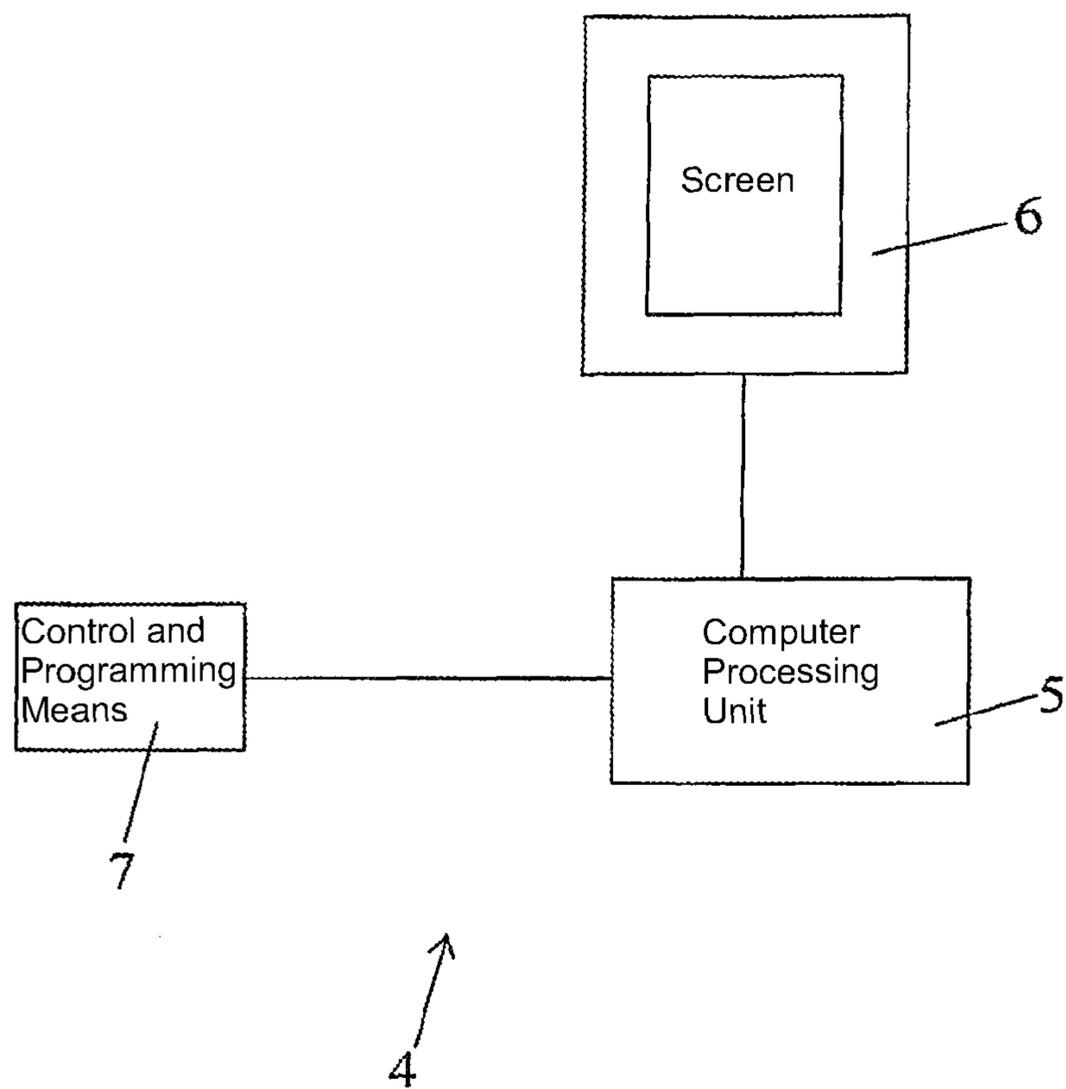 Screen
6
Control and
Programming
Means
Computer
Processing
Unit
5
7
4